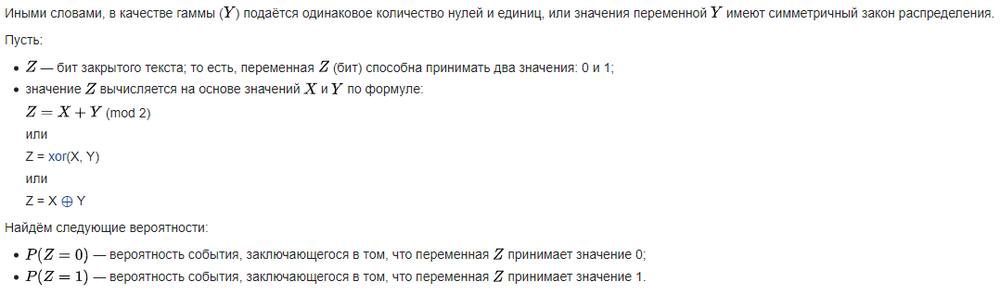 Иными словами, в качестве гаммы (Y) подаётся одинаковое количество нулей и единиц, или значения переменной Y имеют симметричный закон распределения.
Пусть:
• Z — бит закрытого текста; то есть, переменная Z (бит) способна принимать два значения: 0 и 1;
• значение Z вычисляется на основе значений X и Y по формуле:
Z = X + Y (mod 2)
или
Z = xor(X, Y)
или
Z = X ⊕ Y
Найдём следующие вероятности:
• P(Z = 0) — вероятность события, заключающегося в том, что переменная Z принимает значение 0;
• P(Z = 1) — вероятность события, заключающегося в том, что переменная Z принимает значение 1.